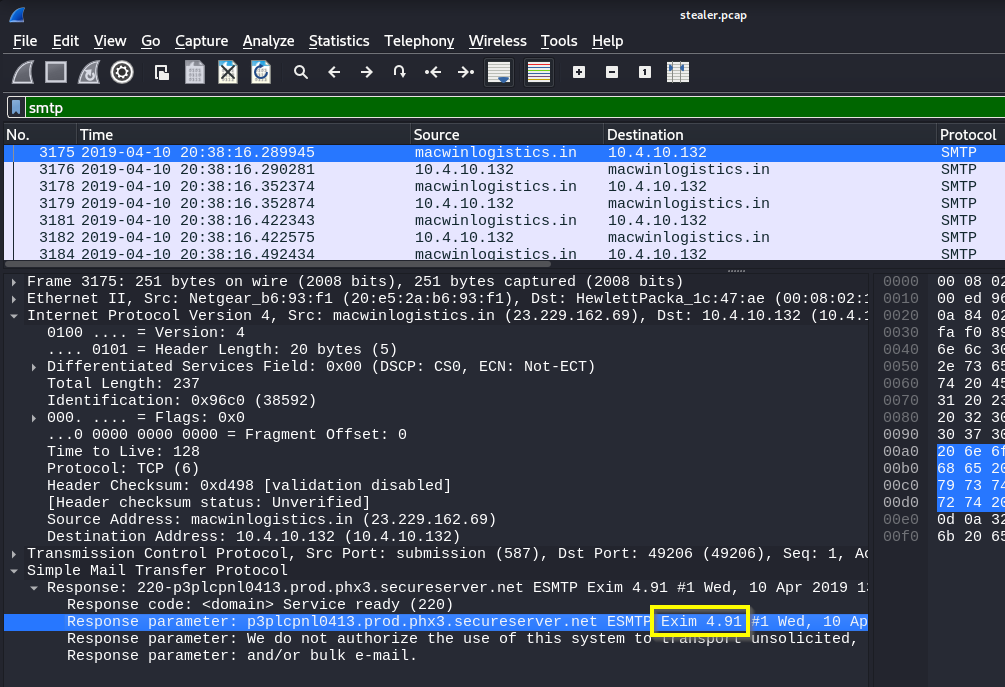 stealer.pcap
File Edit View Go Capture Analyze Statistics Telephony Wireless Tools Help
smtp
No. Time Source Destination Protocol
3175 2019-04-10 20:38:16.289945 macwinlogistics.in 10.4.10.132 SMTP
3176 2019-04-10 20:38:16.290281 10.4.10.132 macwinlogistics.in SMTP
3178 2019-04-10 20:38:16.352374 macwinlogistics.in 10.4.10.132 SMTP
3179 2019-04-10 20:38:16.352874 10.4.10.132 macwinlogistics.in SMTP
3181 2019-04-10 20:38:16.422343 macwinlogistics.in 10.4.10.132 SMTP
3182 2019-04-10 20:38:16.422575 10.4.10.132 macwinlogistics.in SMTP
3184 2019-04-10 20:38:16.492434 macwinlogistics.in 10.4.10.132 SMTP
Frame 3175: 251 bytes on wire (2008 bits), 251 bytes captured (2008 bits)
Ethernet II, Src: Netgear_b6:93:f1 (20:e5:2a:b6:93:f1), Dst: HewlettPacka_1c:47:ae (00:08:02:1
Internet Protocol Version 4, Src: macwinlogistics.in (23.229.162.69), Dst: 10.4.10.132 (10.4.1
0100 .... = Version: 4
.... 0101 = Header Length: 20 bytes (5)
Differentiated Services Field: 0x00 (DSCP: CS0, ECN: Not-ECT)
Total Length: 237
Identification: 0x96c0 (38592)
000. .... = Flags: 0x0
...0 0000 0000 0000 = Fragment Offset: 0
Time to Live: 128
Protocol: TCP (6)
Header Checksum: 0xd498 [validation disabled]
[Header checksum status: Unverified]
Source Address: macwinlogistics.in (23.229.162.69)
Destination Address: 10.4.10.132 (10.4.10.132)
Transmission Control Protocol, Src Port: submission (587), Dst Port: 49206 (49206), Seq: 1, Ac
Simple Mail Transfer Protocol
Response: 220-p3plcpnl0413.prod.phx3.secureserver.net ESMTP Exim 4.91 #1 Wed, 10 Apr 2019 13
Response code: <domain> Service ready (220)
Response parameter: p3plcpnl0413.prod.phx3.secureserver.net ESMTP Exim 4.91 #1 Wed, 10 Ap
Response parameter: We do not authorize the use of this system to transport unsolicited,
Response parameter: and/or bulk e-mail.
0000 00 08 02
0010 00 ed 96
0020 0a 84 02
0030 fa f0 89
0040 6e 6c 30
0050 2e 73 65
0060 74 20 45
0070 31 20 23
0080 20 32 30
0090 30 37 30
00a0 20 6e 6f
00b0 68 65 20
00c0 79 73 74
00d0 72 74 20
00e0 0d 0a 32
00f0 6b 20 65